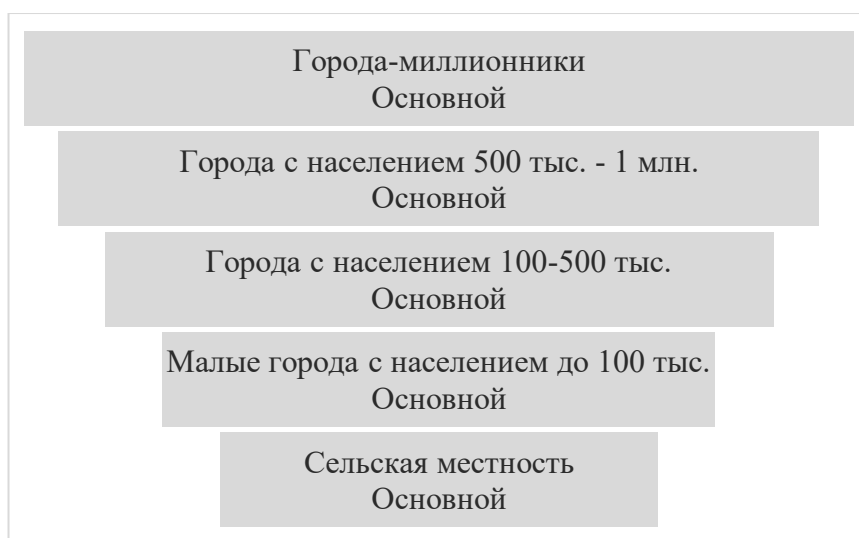 Города-миллионники
Основной
Города с населением 500 тыс. - 1 млн.
Основной
Города с населением 100-500 тыс.
Основной
Малые города с населением до 100 тыс.
Основной
Сельская местность
Основной